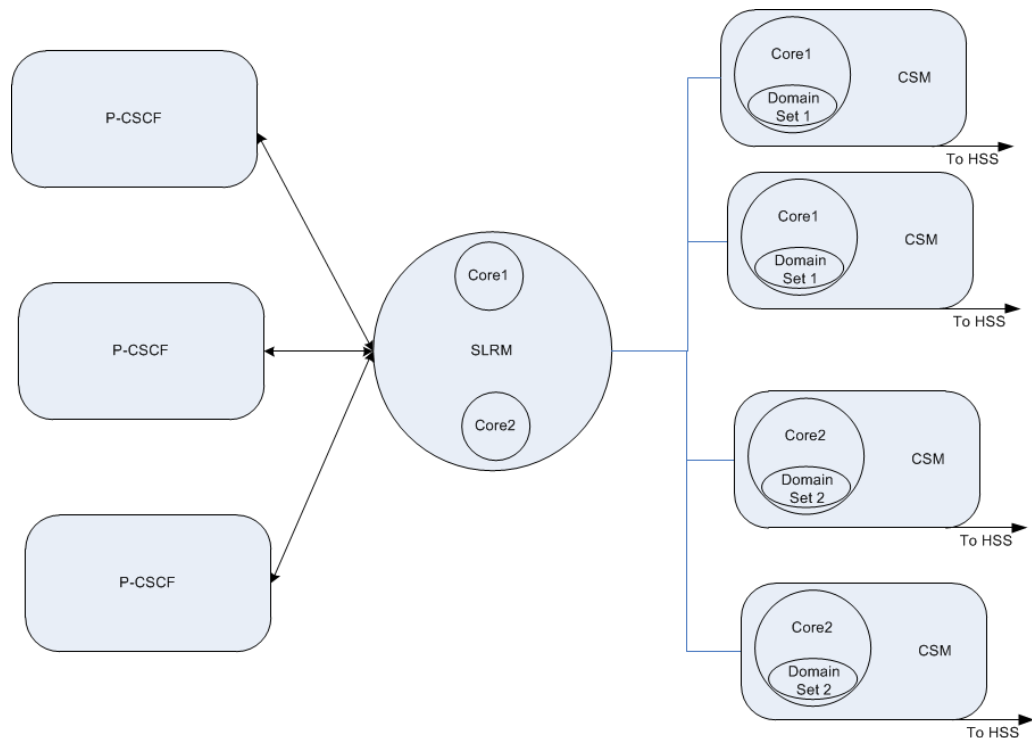 P-CSCF
P-CSCF
P-CSCF
Core1
SLRM
Core2
Core1
CSM
Domain
Set 1
To HSS
Core1
CSM
Domain
Set 1
To HSS
Core2
CSM
Domain
Set 2
To HSS
Core2
CSM
Domain
Set 2
To HSS